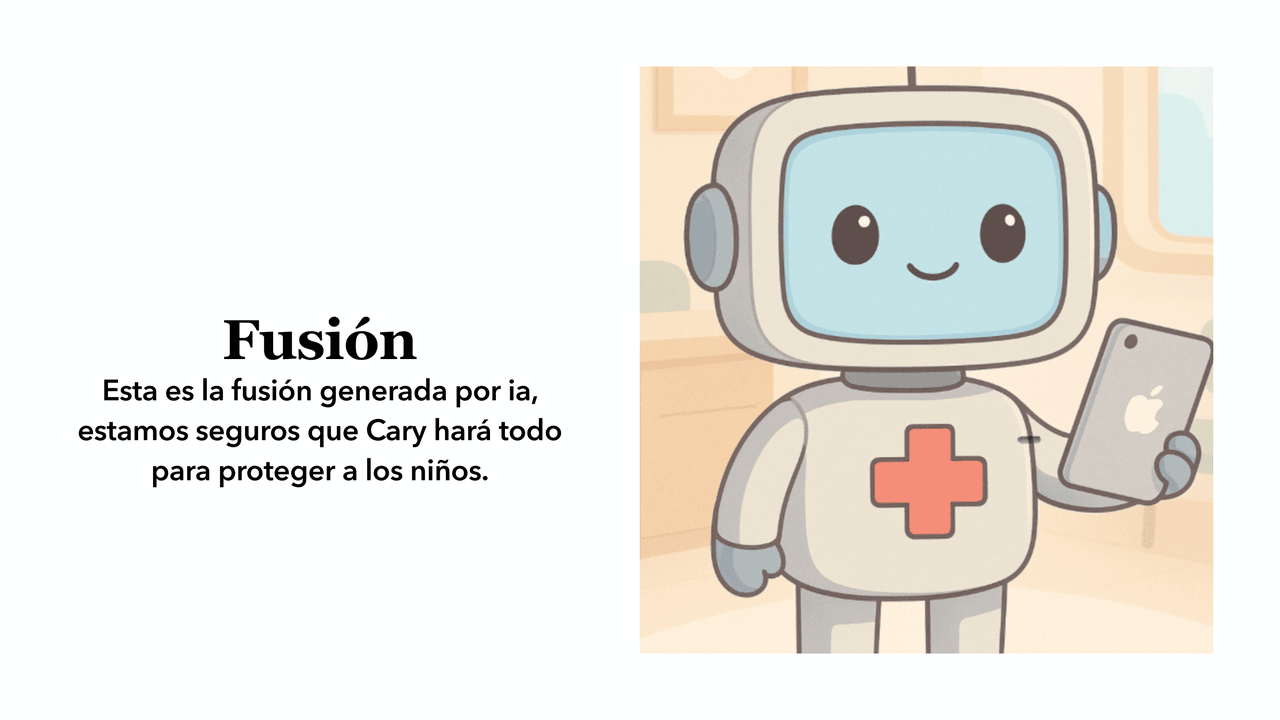 Fusión
Esta es la fusión generada por ia,
estamos seguros que Cary hará todo
para proteger a los niños.